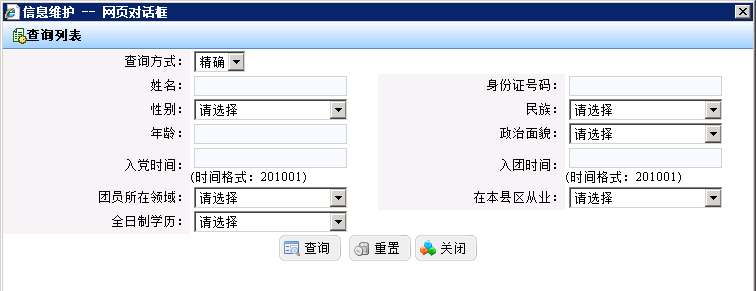 信息维护 -- 网页对话框
查询列表
查询方式： 精确
姓名： 身份证号码：
性别： 请选择 民族： 请选择
年龄： 政治面貌： 请选择
入党时间： 入团时间：
(时间格式：201001) (时间格式：201001)
团员所在领域： 请选择 在本县区从业： 请选择
全日制学历： 请选择
查询 重置 关闭